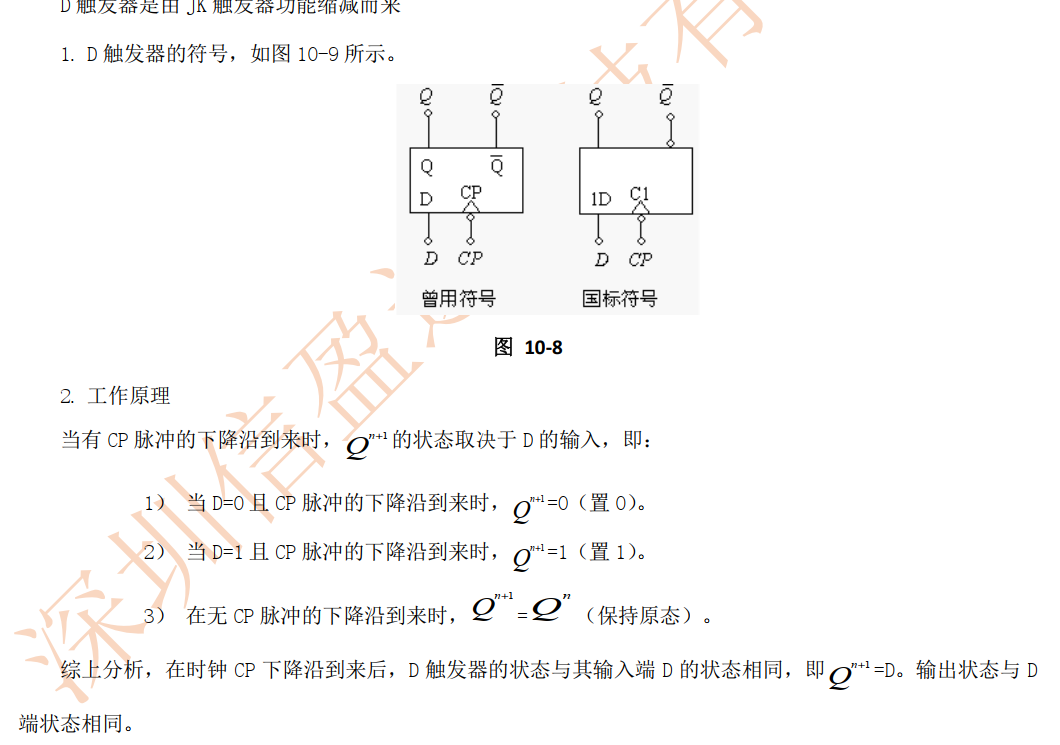 D 触发器是由 JK 触发器功能缩减而来
1. D 触发器的符号，如图 10-9 所示。
Q Q̅ Q Q̅
Q Q̅
D CP 1D C1
D CP D CP
曾用符号 国标符号
图 10-8
2. 工作原理
当有 CP 脉冲的下降沿到来时，Qⁿ⁺¹ 的状态取决于 D 的输入，即：
1） 当 D=0 且 CP 脉冲的下降沿到来时，Qⁿ⁺¹=0（置 0）。
2） 当 D=1 且 CP 脉冲的下降沿到来时，Qⁿ⁺¹=1（置 1）。
3） 在无 CP 脉冲的下降沿到来时，Qⁿ⁺¹=Qⁿ（保持原态）。
综上分析，在时钟 CP 下降沿到来后，D 触发器的状态与其输入端 D 的状态相同，即 Qⁿ⁺¹=D。输出状态与 D
端状态相同。
深圳信盈达
有